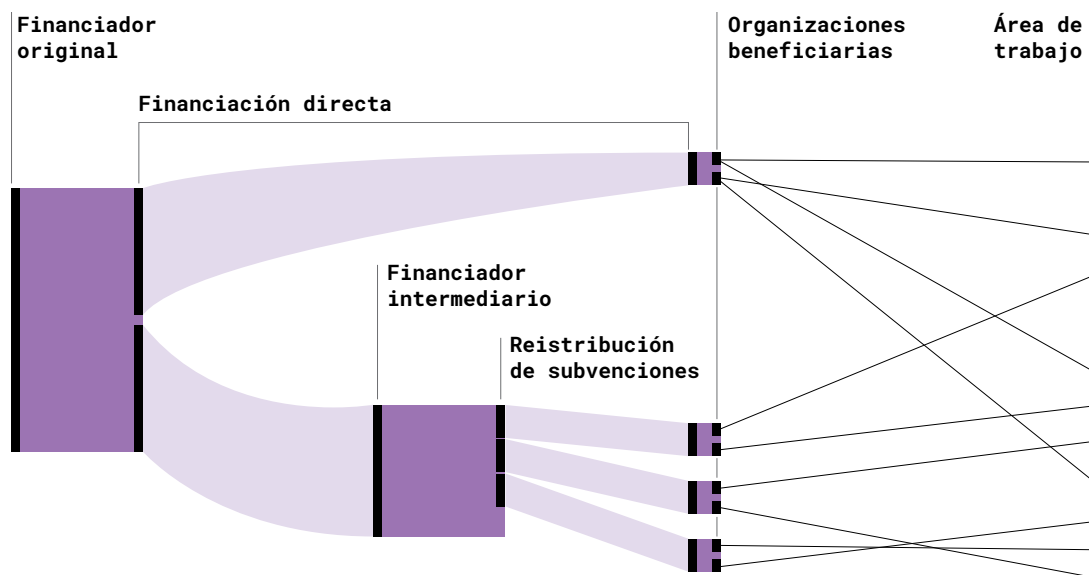 Financiador
original
Organizaciones
beneficiarias
Área de
trabajo
Financiación directa
Financiador
intermediario
Reistribución
de subvenciones